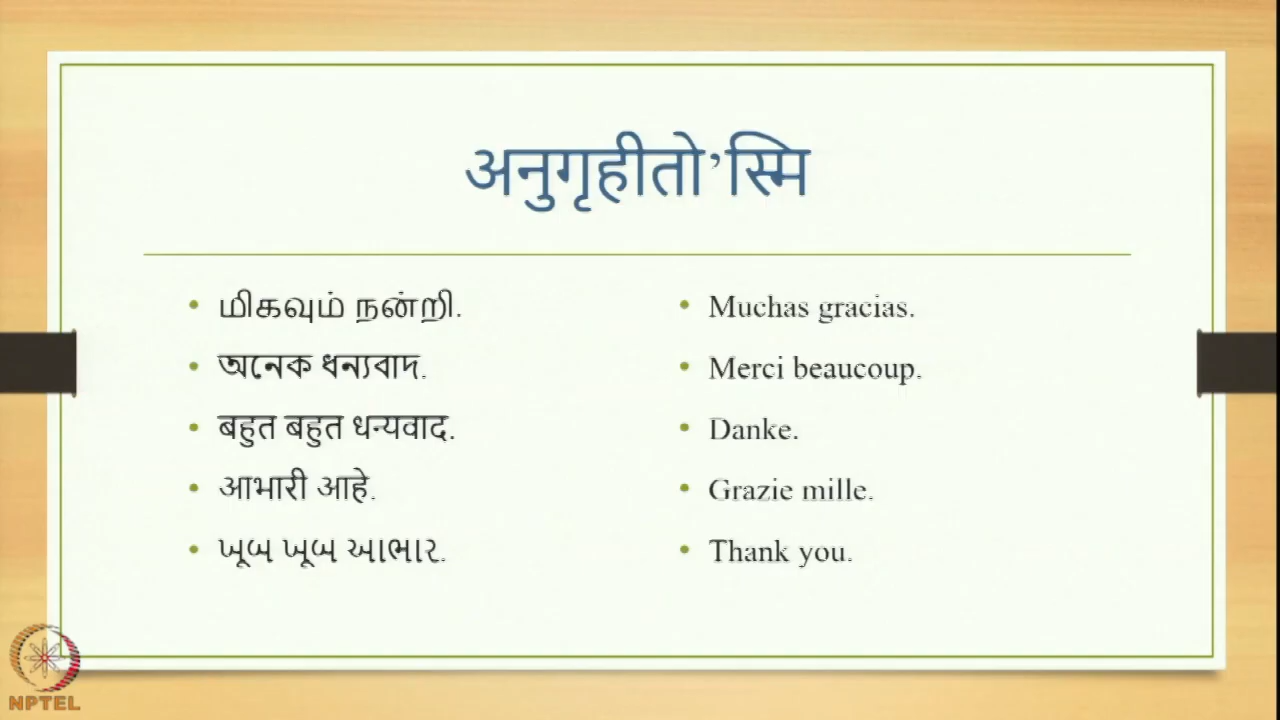 अनुगृहीतो’स्मि
மிகவும் நன்றி.
অনেক ধন্যবাদ.
बहुत बहुत धन्यवाद.
आभारी आहे.
ખૂબ ખૂબ આભાર.
Muchas gracias.
Merci beaucoup.
Danke.
Grazie mille.
Thank you.
NPTEL